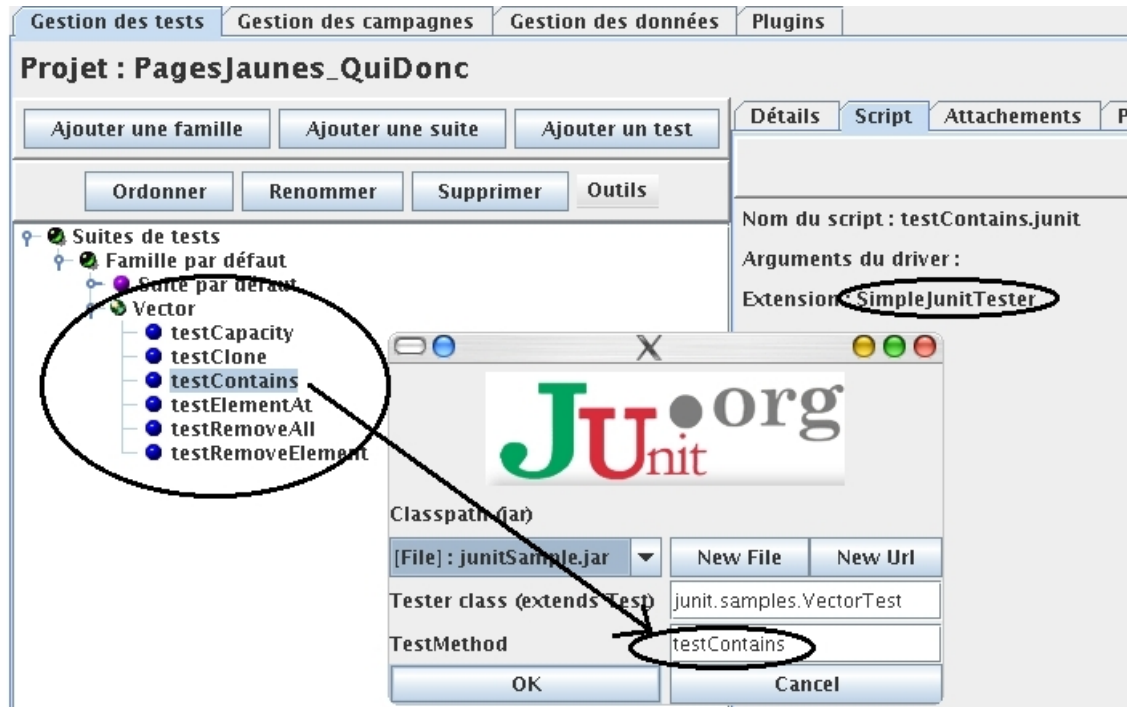 Gestion des tests Gestion des campagnes Gestion des données Plugins
Projet : PagesJaunes_QuiDonc
Ajouter une famille Ajouter une suite Ajouter un test
Ordonner Renommer Supprimer Outils
Suites de tests
Famille par défaut
Suite par défaut
Vector
testCapacity
testClone
testContains
testElementAt
testRemoveAll
testRemoveElement
Détails Script Attachements P
Nom du script : testContains.junit
Arguments du driver :
Extension : SimpleJunitTester
X
JUnit.org
Classpath (jar)
[File] : junitSample.jar New File New Url
Tester class (extends Test) junit.samples.VectorTest
TestMethod testContains
OK Cancel